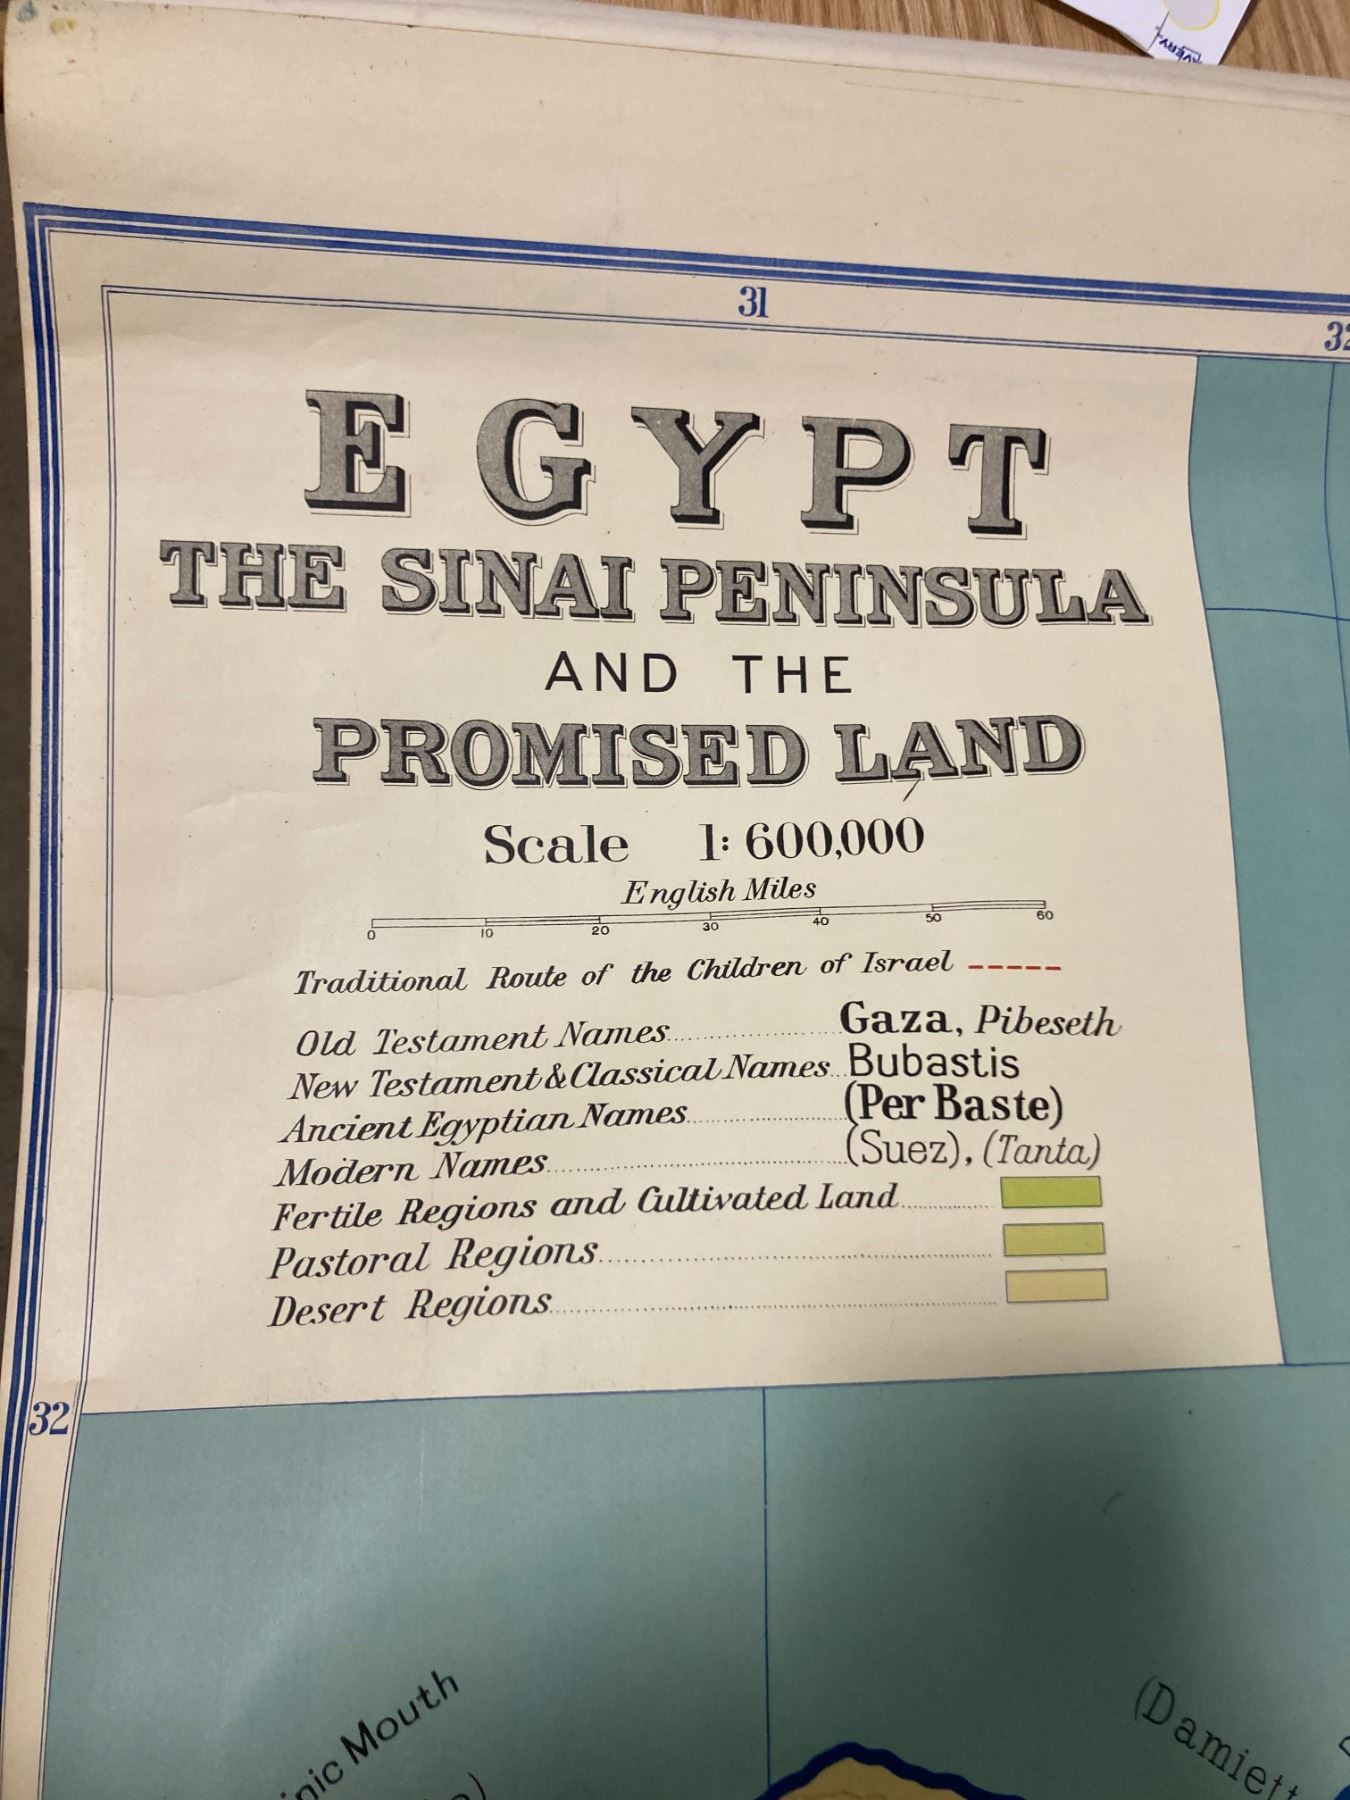 AVERY
31
32
EGYPT
THE SINAI PENINSULA
AND THE
PROMISED LAND
Scale 1: 600,000
English Miles
0 10 20 30 40 50 60
Traditional Route of the Children of Israel
Old Testament Names Gaza, Pibeseth
New Testament & Classical Names Bubastis
Ancient Egyptian Names (Per Baste)
Modern Names (Suez), (Tanta)
Fertile Regions and Cultivated Land
Pastoral Regions
Desert Regions
32
Mouth